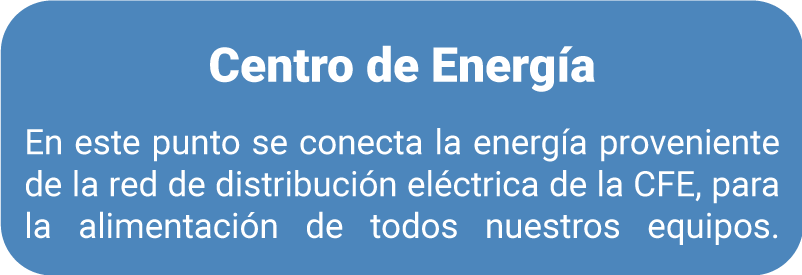 Centro de Energía
En este punto se conecta la energía proveniente
de la red de distribución eléctrica de la CFE, para
la alimentación de todos nuestros equipos.